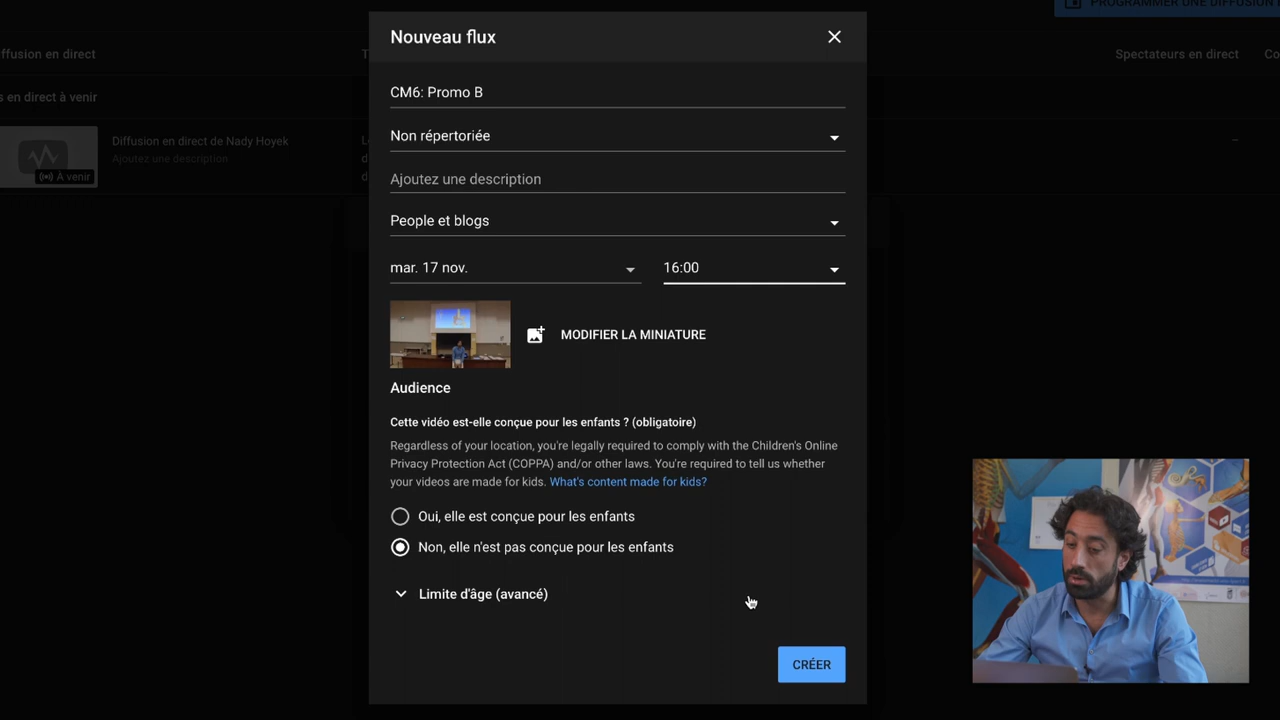 PROGRAMMER UNE DIFFUSION
Nouveau flux
ffusion en direct
Spectateurs en direct
Co
CM6: Promo B
s en direct à venir
Non répertoriée
Diffusion en direct de Nady Hoyek
Ajoutez une description
À venir
Ajoutez une description
People et blogs
mar. 17 nov.
16:00
MODIFIER LA MINIATURE
Audience
Cette vidéo est-elle conçue pour les enfants ? (obligatoire)
Regardless of your location, you're legally required to comply with the Children's Online
Privacy Protection Act (COPPA) and/or other laws. You're required to tell us whether
your videos are made for kids. What's content made for kids?
Oui, elle est conçue pour les enfants
Non, elle n'est pas conçue pour les enfants
Limite d'âge (avancé)
CRÉER